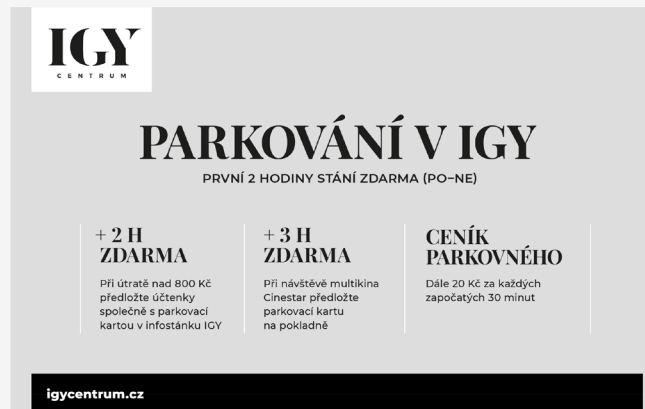 IGY
CENTRUM
PARKOVÁNÍ V IGY
PRVNÍ 2 HODINY STÁNÍ ZDARMA (PO–NE)
+ 2 H
ZDARMA
Při útratě nad 800 Kč
předložte účtenky
společně s parkovací
kartou v infostánku IGY
+ 3 H
ZDARMA
Při návštěvě multikina
Cinestar předložte
parkovací kartu
na pokladně
CENÍK
PARKOVNÉHO
Dále 20 Kč za každých
započatých 30 minut
igycentrum.cz